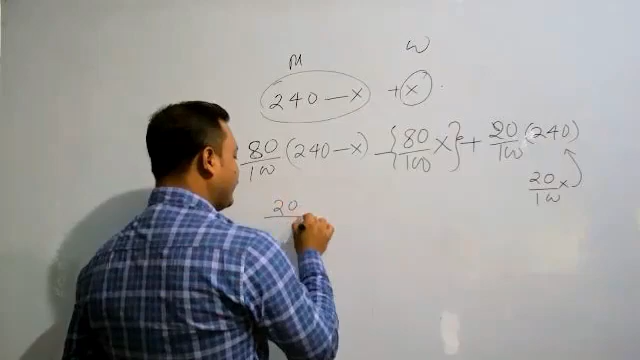 M W
240 - x + x
80/100 (240 - x) - {80/100 x} + 20/100 (240)
20/100 x
20